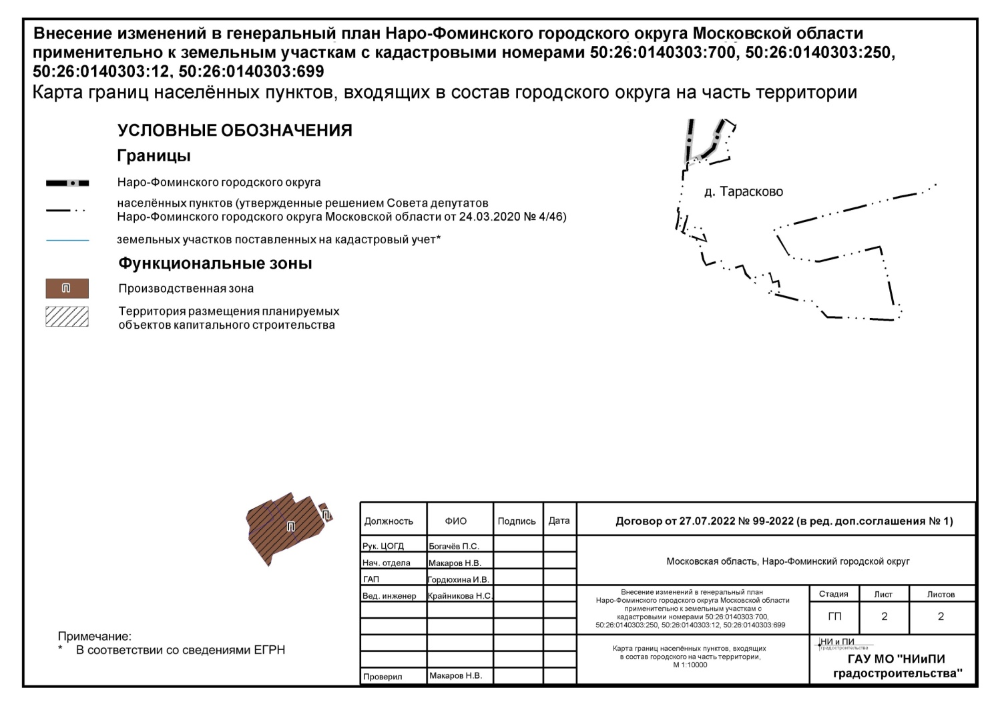 Внесение изменений в генеральный план Наро-Фоминского городского округа Московской области
применительно к земельным участкам с кадастровыми номерами 50:26:0140303:700, 50:26:0140303:250,
50:26:0140303:12, 50:26:0140303:699
Карта границ населённых пунктов, входящих в состав городского округа на часть территории
УСЛОВНЫЕ ОБОЗНАЧЕНИЯ
Границы
Наро-Фоминского городского округа
населённых пунктов (утвержденные решением Совета депутатов
Наро-Фоминского городского округа Московской области от 24.03.2020 № 4/46)
земельных участков поставленных на кадастровый учет*
Функциональные зоны
П
Производственная зона
Территория размещения планируемых
объектов капитального строительства
д. Тарасково
П
П
Примечание:
* В соответствии со сведениями ЕГРН
Должность ФИО Подпись Дата
Рук. ЦОГД Богачёв П.С.
Нач. отдела Макаров Н.В.
ГАП Гордюхина И.В.
Вед. инженер Крайникова Н.С.
Проверил Макаров Н.В.
Договор от 27.07.2022 № 99-2022 (в ред. доп.соглашения № 1)
Московская область, Наро-Фоминский городской округ
Внесение изменений в генеральный план
Наро-Фоминского городского округа Московской области
применительно к земельным участкам с
кадастровыми номерами 50:26:0140303:700,
50:26:0140303:250, 50:26:0140303:12, 50:26:0140303:699
Стадия Лист Листов
ГП 2 2
Карта границ населённых пунктов, входящих
в состав городского на часть территории,
М 1:10000
НИ и ПИ
градостроительства
ГАУ МО "НИиПИ
градостроительства"